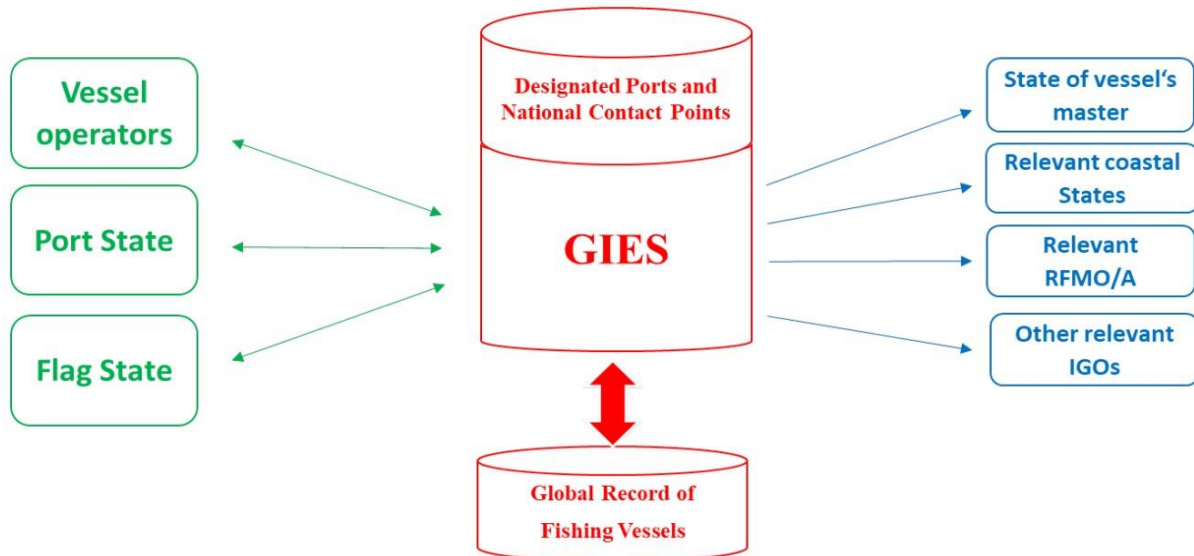 Vessel
operators
Port State
Flag State
Designated Ports and
National Contact Points
GIES
Global Record of
Fishing Vessels
State of vessel‘s
master
Relevant coastal
States
Relevant
RFMO/A
Other relevant
IGOs